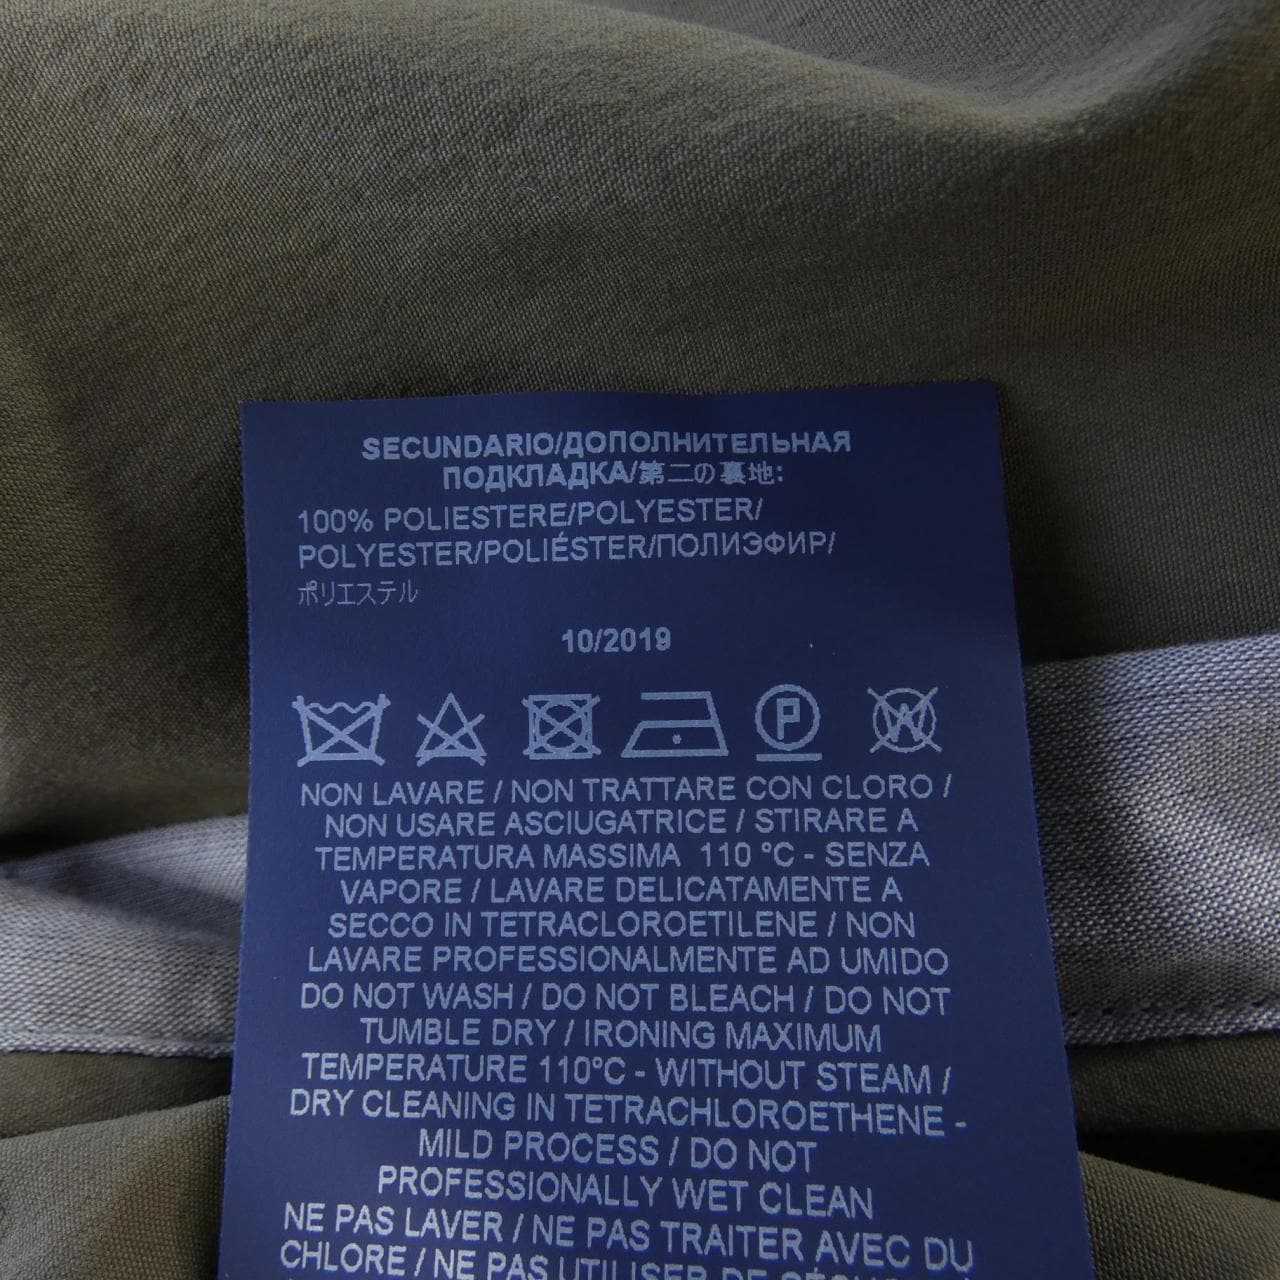 SECUNDARIO/ДОПОЛНИТЕЛЬНАЯ
ПОДКЛАДКА/第二の裏地:
100% POLIESTERE/POLYESTER/
POLYESTER/POLIÉSTER/ПОЛИЭФИР/
ポリエステル
10/2019
P W
NON LAVARE / NON TRATTARE CON CLORO /
NON USARE ASCIUGATRICE / STIRARE A
TEMPERATURA MASSIMA 110 °C - SENZA
VAPORE / LAVARE DELICATAMENTE A
SECCO IN TETRACLOROETILENE / NON
LAVARE PROFESSIONALMENTE AD UMIDO
DO NOT WASH / DO NOT BLEACH / DO NOT
TUMBLE DRY / IRONING MAXIMUM
TEMPERATURE 110°C - WITHOUT STEAM /
DRY CLEANING IN TETRACHLOROETHENE -
MILD PROCESS / DO NOT
PROFESSIONALLY WET CLEAN
NE PAS LAVER / NE PAS TRAITER AVEC DU
CHLORE / NE PAS UTILISER DE